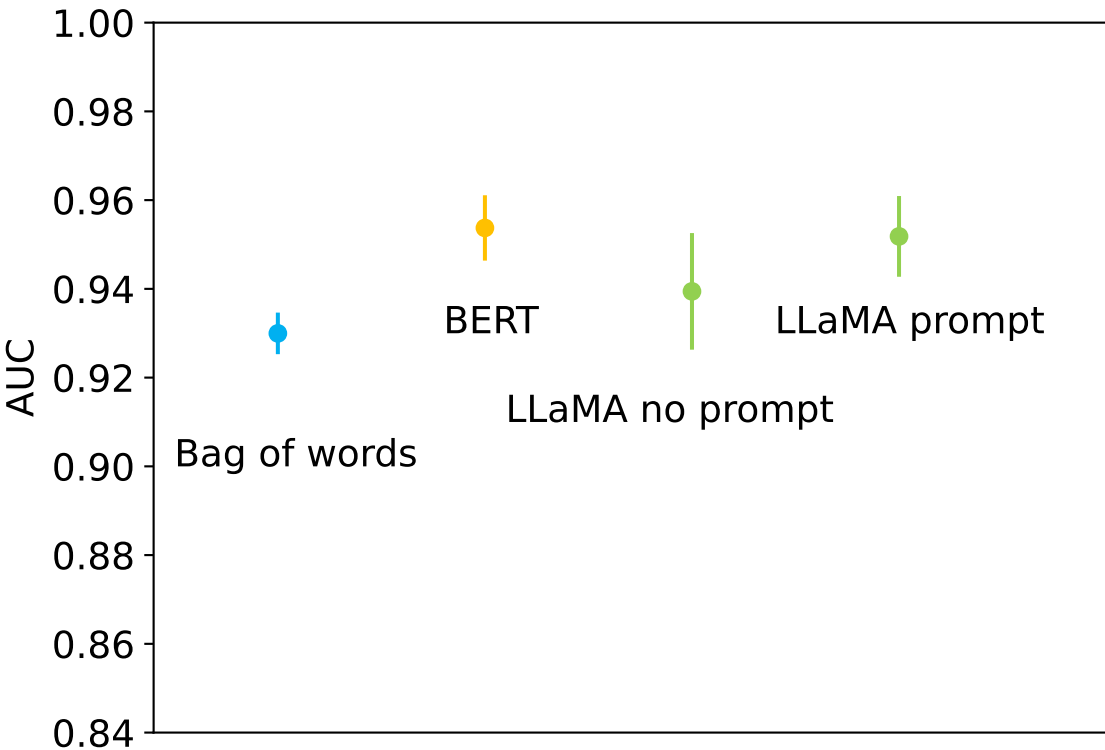 1.00
0.98
0.96
0.94
0.92
0.90
0.88
0.86
0.84
AUC
Bag of words
BERT
LLaMA no prompt
LLaMA prompt